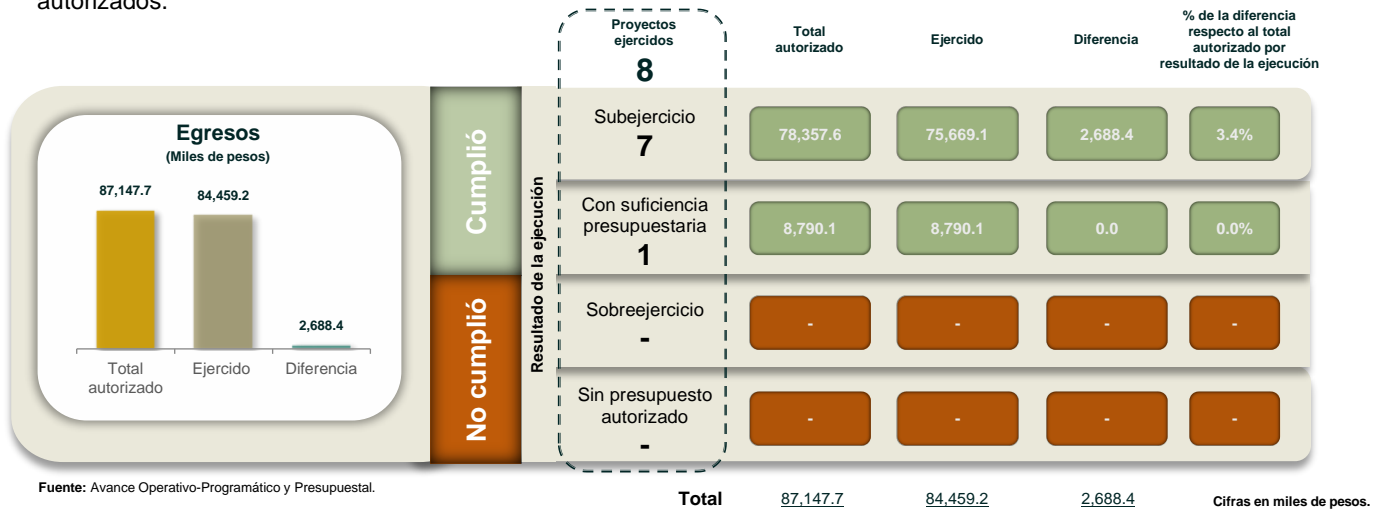 autorizados.
Proyectos
ejercidos
8
Total
autorizado
Ejercido
Diferencia
% de la diferencia
respecto al total
autorizado por
resultado de la ejecución
Egresos
(Miles de pesos)
87,147.7
84,459.2
2,688.4
Total
autorizado
Ejercido
Diferencia
Cumplió
No cumplió
Resultado de la ejecución
Subejercicio
7
78,357.6
75,669.1
2,688.4
3.4%
Con suficiencia
presupuestaria
1
8,790.1
8,790.1
0.0
0.0%
Sobreejercicio
-
-
-
-
-
Sin presupuesto
autorizado
-
-
-
-
-
Fuente: Avance Operativo-Programático y Presupuestal.
Total
87,147.7
84,459.2
2,688.4
Cifras en miles de pesos.